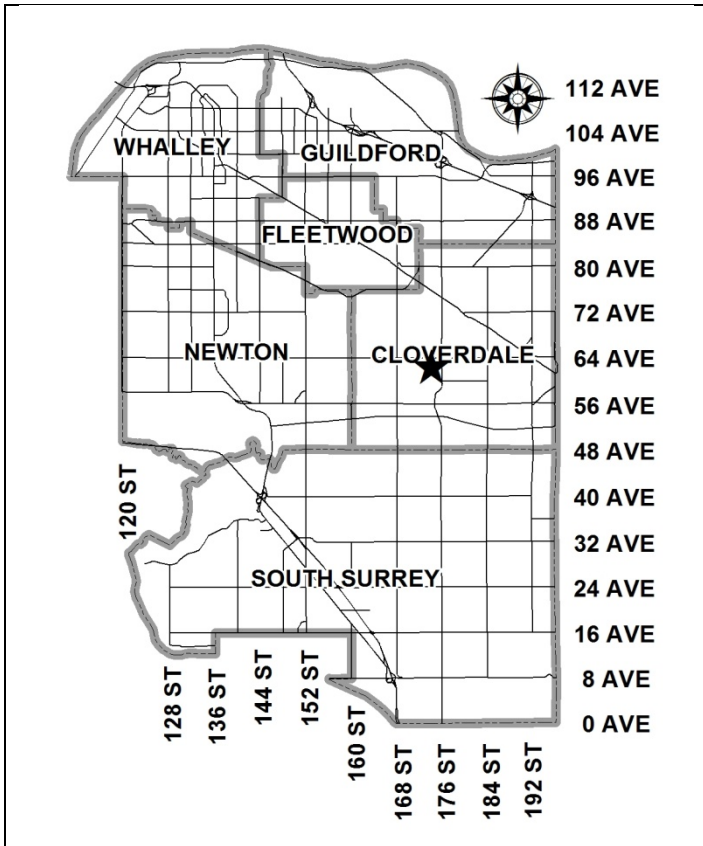 112 AVE
104 AVE
WHALLEY
GUILDFORD
96 AVE
88 AVE
FLEETWOOD
80 AVE
72 AVE
NEWTON
CLOVERDALE
64 AVE
56 AVE
48 AVE
120 ST
40 AVE
32 AVE
SOUTH SURREY
24 AVE
16 AVE
8 AVE
0 AVE
128 ST
136 ST
144 ST
152 ST
160 ST
168 ST
176 ST
184 ST
192 ST